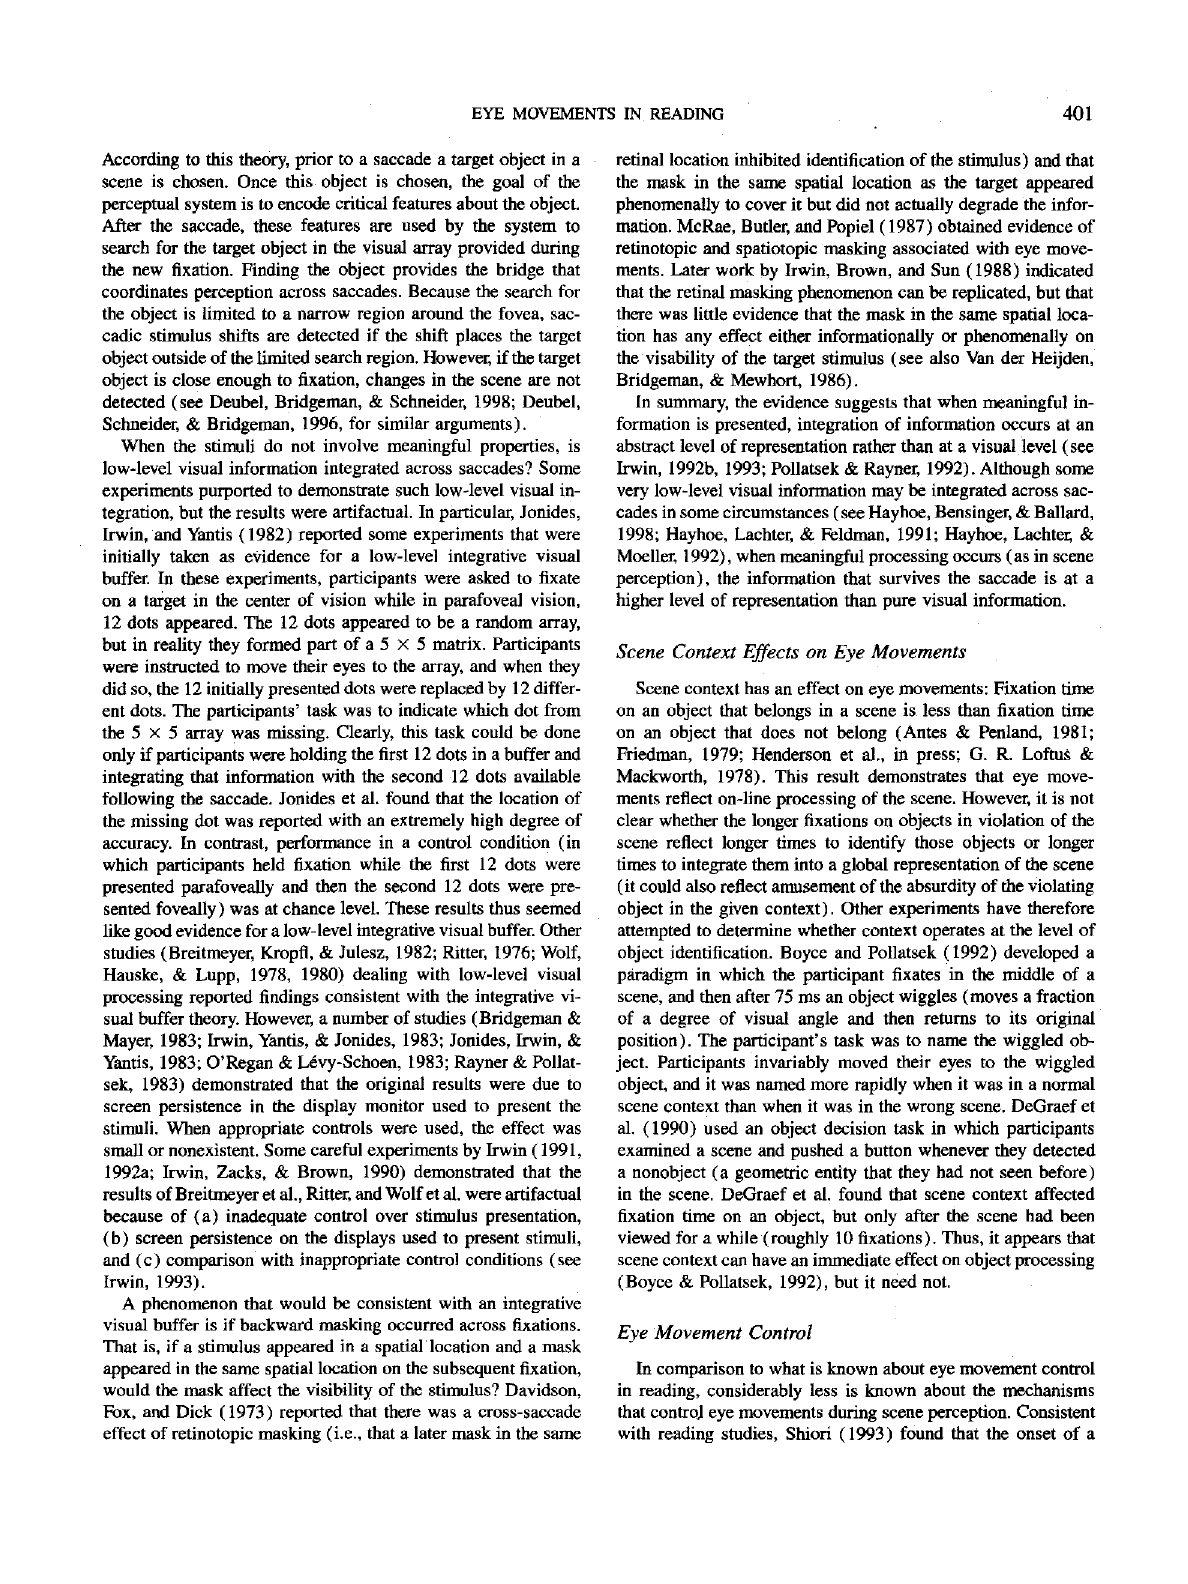 EYE MOVEMENTS IN READING 401
According to this theory, prior to a saccade a target object in a
scene is chosen. Once this object is chosen, the goal of the
perceptual system is to encode critical features about the object.
After the saccade, these features are used by the system to
search for the target object in the visual array provided during
the new fixation. Finding the object provides the bridge that
coordinates perception across saccades. Because the search for
the object is limited to a narrow region around the fovea, sac-
cadic stimulus shifts are detected if the shift places the target
object outside of the limited search region. However, if the target
object is close enough to fixation, changes in the scene are not
detected (see Deubel, Bridgeman, & Schneider, 1998; Deubel,
Schneider, & Bridgeman, 1996, for similar arguments).
When the stimuli do not involve meaningful properties, is
low-level visual information integrated across saccades? Some
experiments purported to demonstrate such low-level visual in-
tegration, but the results were artifactual. In particular, Jonides,
Irwin, and Yantis (1982) reported some experiments that were
initially taken as evidence for a low-level integrative visual
buffer. In these experiments, participants were asked to fixate
on a target in the center of vision while in parafoveal vision,
12 dots appeared. The 12 dots appeared to be a random array,
but in reality they formed part of a 5 × 5 matrix. Participants
were instructed to move their eyes to the array, and when they
did so, the 12 initially presented dots were replaced by 12 differ-
ent dots. The participants' task was to indicate which dot from
the 5 × 5 array was missing. Clearly, this task could be done
only if participants were holding the first 12 dots in a buffer and
integrating that information with the second 12 dots available
following the saccade. Jonides et al. found that the location of
the missing dot was reported with an extremely high degree of
accuracy. In contrast, performance in a control condition (in
which participants held fixation while the first 12 dots were
presented parafoveally and then the second 12 dots were pre-
sented foveally) was at chance level. These results thus seemed
like good evidence for a low-level integrative visual buffer. Other
studies (Breitmeyer, Kropfl, & Julesz, 1982; Ritter, 1976; Wolf,
Hauske, & Lupp, 1978, 1980) dealing with low-level visual
processing reported findings consistent with the integrative vi-
sual buffer theory. However, a number of studies (Bridgeman &
Mayer, 1983; Irwin, Yantis, & Jonides, 1983; Jonides, Irwin, &
Yantis, 1983; O'Regan & Lévy-Schoen, 1983; Rayner & Pollat-
sek, 1983) demonstrated that the original results were due to
screen persistence in the display monitor used to present the
stimuli. When appropriate controls were used, the effect was
small or nonexistent. Some careful experiments by Irwin (1991,
1992a; Irwin, Zacks, & Brown, 1990) demonstrated that the
results of Breitmeyer et al., Ritter, and Wolf et al. were artifactual
because of (a) inadequate control over stimulus presentation,
(b) screen persistence on the displays used to present stimuli,
and (c) comparison with inappropriate control conditions (see
Irwin, 1993).
A phenomenon that would be consistent with an integrative
visual buffer is if backward masking occurred across fixations.
That is, if a stimulus appeared in a spatial location and a mask
appeared in the same spatial location on the subsequent fixation,
would the mask affect the visibility of the stimulus? Davidson,
Fox, and Dick (1973) reported that there was a cross-saccade
effect of retinotopic masking (i.e., that a later mask in the same
retinal location inhibited identification of the stimulus) and that
the mask in the same spatial location as the target appeared
phenomenally to cover it but did not actually degrade the infor-
mation. McRae, Butler, and Popiel (1987) obtained evidence of
retinotopic and spatiotopic masking associated with eye move-
ments. Later work by Irwin, Brown, and Sun (1988) indicated
that the retinal masking phenomenon can be replicated, but that
there was little evidence that the mask in the same spatial loca-
tion has any effect either informationally or phenomenally on
the visability of the target stimulus (see also Van der Heijden,
Bridgeman, & Mewhort, 1986).
In summary, the evidence suggests that when meaningful in-
formation is presented, integration of information occurs at an
abstract level of representation rather than at a visual level (see
Irwin, 1992b, 1993; Pollatsek & Rayner, 1992). Although some
very low-level visual information may be integrated across sac-
cades in some circumstances (see Hayhoe, Bensinger, & Ballard,
1998; Hayhoe, Lachter, & Feldman, 1991; Hayhoe, Lachter, &
Moeller, 1992), when meaningful processing occurs (as in scene
perception), the information that survives the saccade is at a
higher level of representation than pure visual information.
Scene Context Effects on Eye Movements
Scene context has an effect on eye movements: Fixation time
on an object that belongs in a scene is less than fixation time
on an object that does not belong (Antes & Penland, 1981;
Friedman, 1979; Henderson et al., in press; G. R. Loftus &
Mackworth, 1978). This result demonstrates that eye move-
ments reflect on-line processing of the scene. However, it is not
clear whether the longer fixations on objects in violation of the
scene reflect longer times to identify those objects or longer
times to integrate them into a global representation of the scene
(it could also reflect amusement of the absurdity of the violating
object in the given context). Other experiments have therefore
attempted to determine whether context operates at the level of
object identification. Boyce and Pollatsek (1992) developed a
paradigm in which the participant fixates in the middle of a
scene, and then after 75 ms an object wiggles (moves a fraction
of a degree of visual angle and then returns to its original
position). The participant's task was to name the wiggled ob-
ject. Participants invariably moved their eyes to the wiggled
object, and it was named more rapidly when it was in a normal
scene context than when it was in the wrong scene. DeGraef et
al. (1990) used an object decision task in which participants
examined a scene and pushed a button whenever they detected
a nonobject (a geometric entity that they had not seen before)
in the scene. DeGraef et al. found that scene context affected
fixation time on an object, but only after the scene had been
viewed for a while (roughly 10 fixations). Thus, it appears that
scene context can have an immediate effect on object processing
(Boyce & Pollatsek, 1992), but it need not.
Eye Movement Control
In comparison to what is known about eye movement control
in reading, considerably less is known about the mechanisms
that control eye movements during scene perception. Consistent
with reading studies, Shiori (1993) found that the onset of a